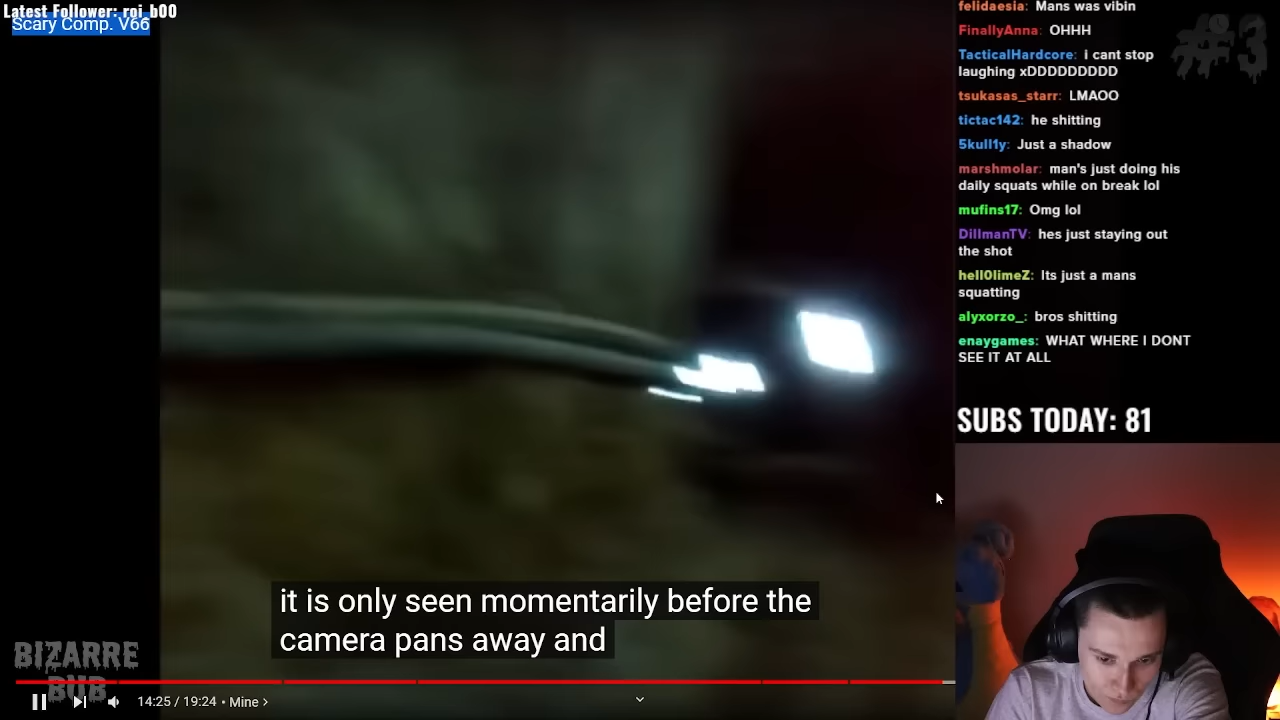 Latest Follower: roi_b00
Scary Comp. V66
#3
felidaesia: Mans was vibin
FinallyAnna: OHHH
TacticalHardcore: i cant stop
laughing xDDDDDDDDD
tsukasas_starr: LMAOO
tictac142: he shitting
5kull1y: Just a shadow
marshmolar: man's just doing his
daily squats while on break lol
mufins17: Omg lol
DillmanTV: hes just staying out
the shot
hell0limeZ: Its just a mans
squatting
alyxorzo_: bros shitting
enaygames: WHAT WHERE I DONT
SEE IT AT ALL
SUBS TODAY: 81
it is only seen momentarily before the
camera pans away and
BIZARRE
BUB
14:25 / 19:24 • Mine >